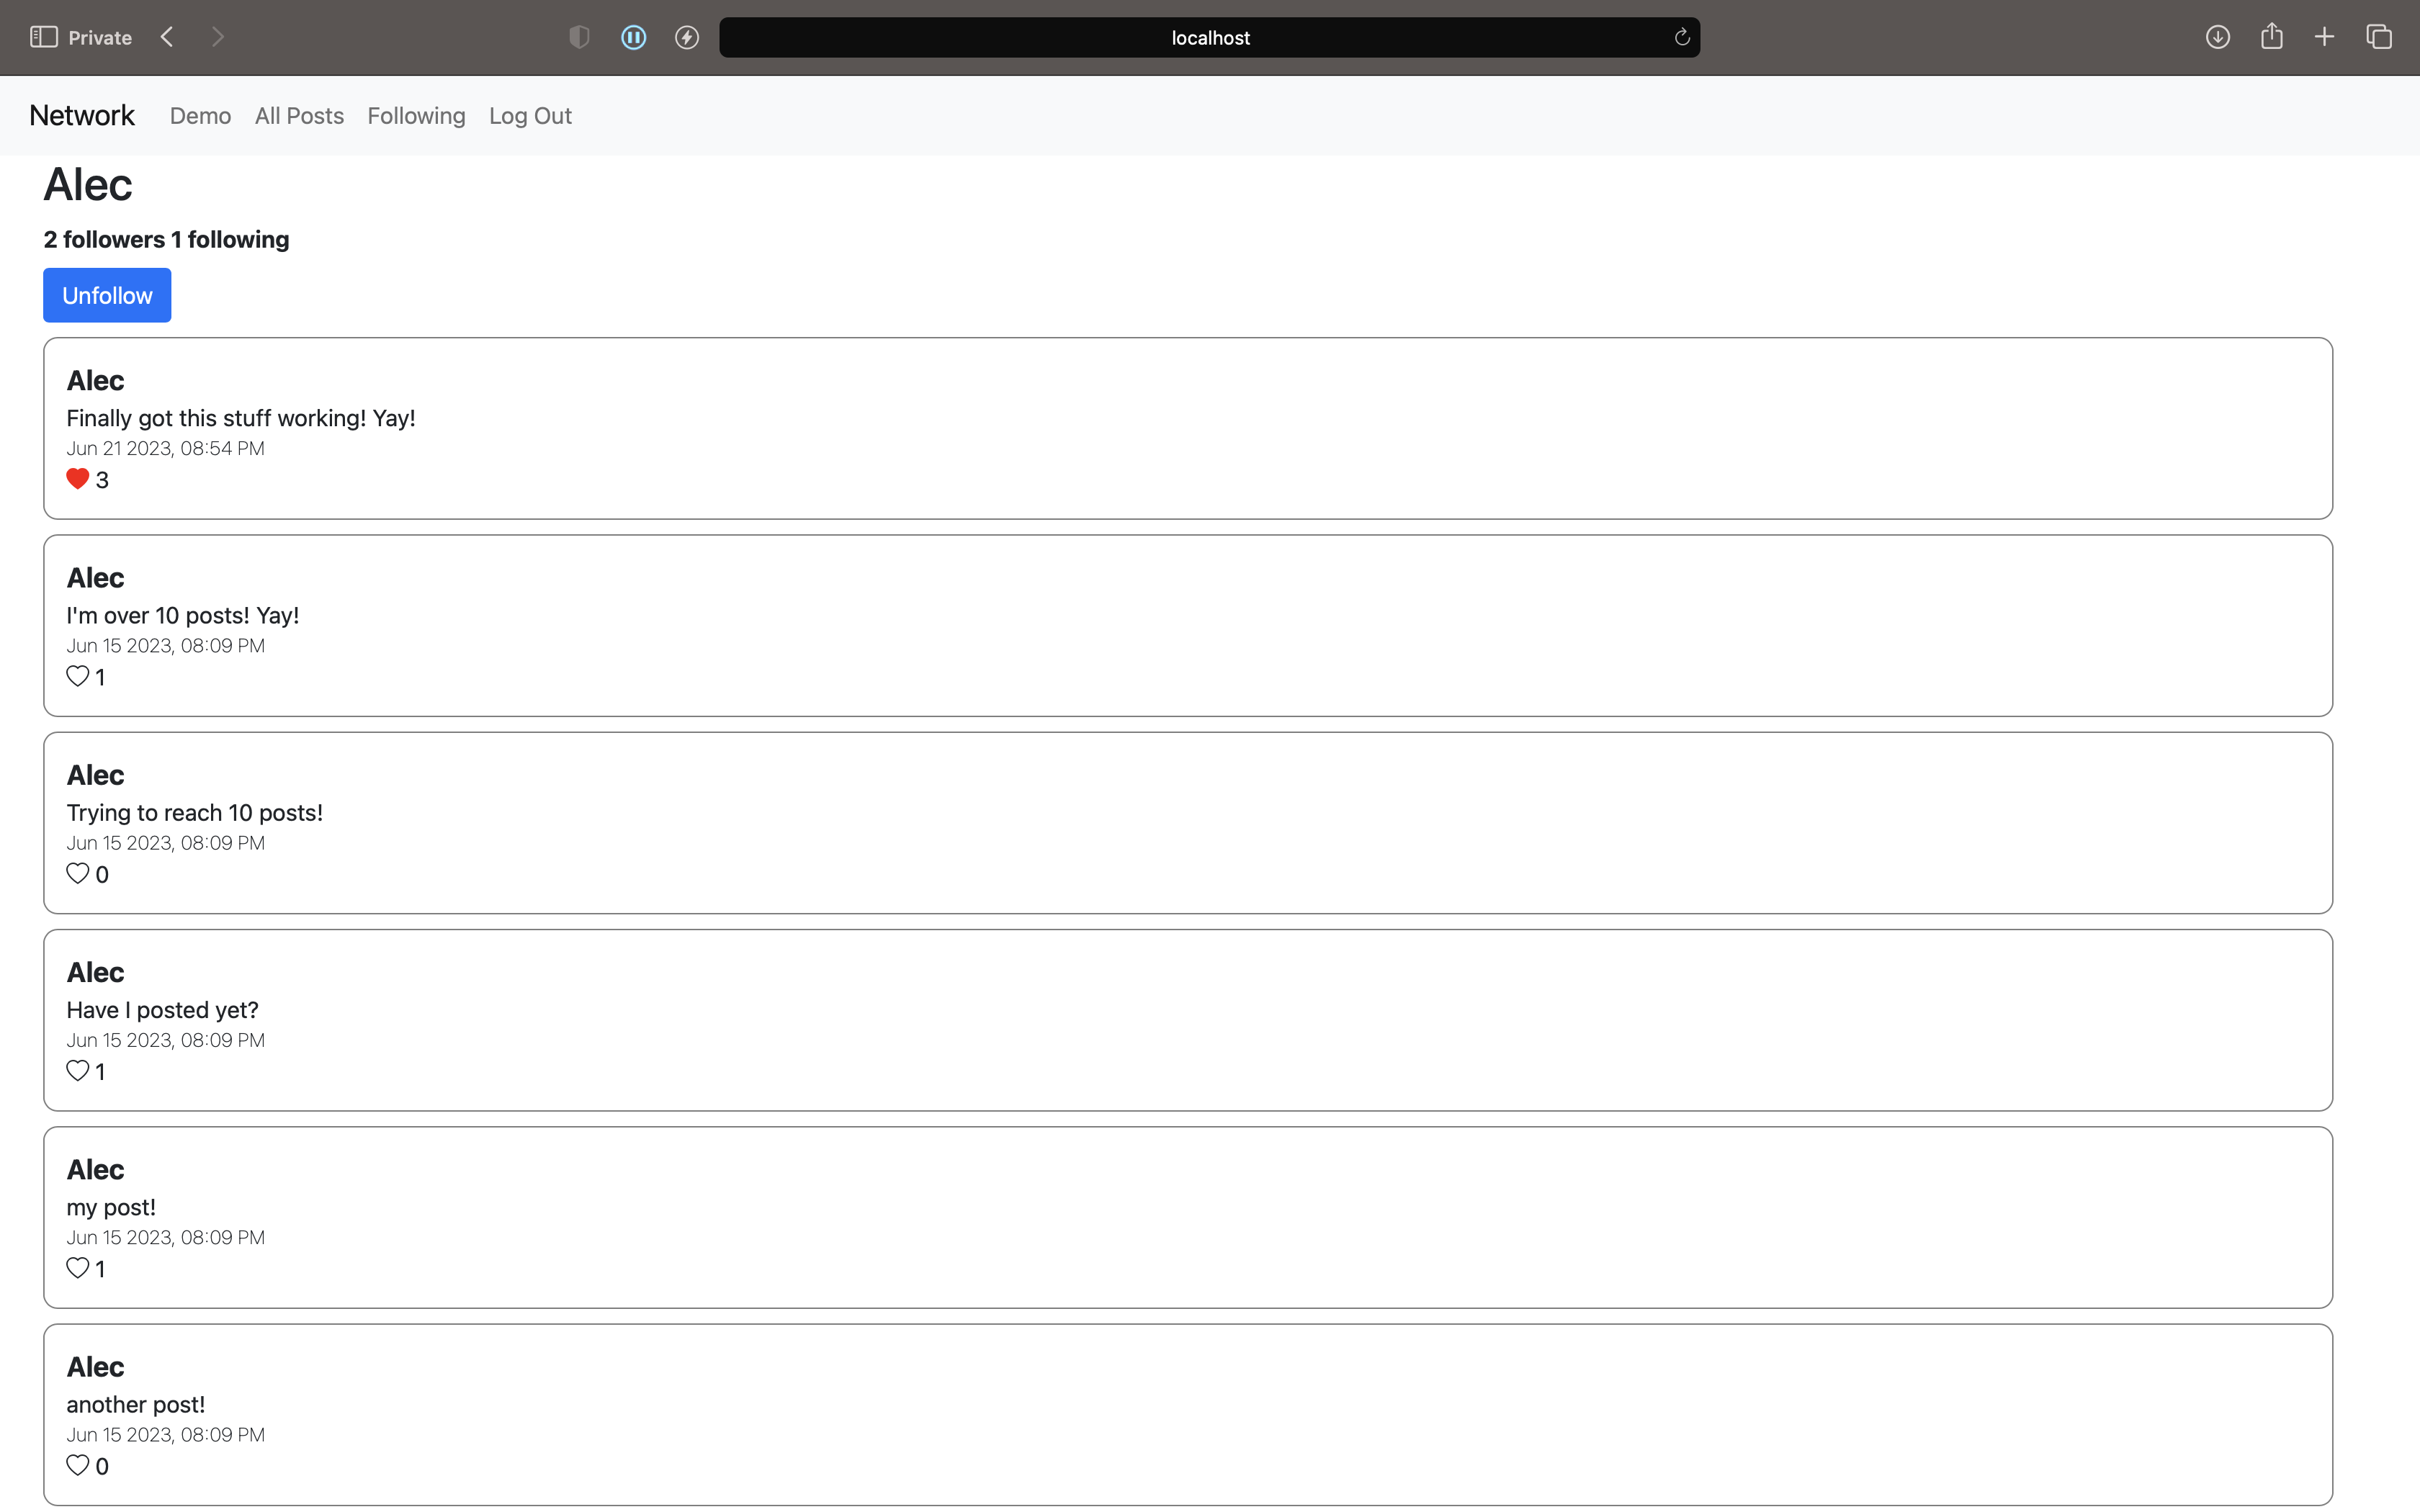 Private
localhost
Network Demo All Posts Following Log Out
Alec
2 followers 1 following
Unfollow
Alec
Finally got this stuff working! Yay!
Jun 21 2023, 08:54 PM
3
Alec
I'm over 10 posts! Yay!
Jun 15 2023, 08:09 PM
1
Alec
Trying to reach 10 posts!
Jun 15 2023, 08:09 PM
0
Alec
Have I posted yet?
Jun 15 2023, 08:09 PM
1
Alec
my post!
Jun 15 2023, 08:09 PM
1
Alec
another post!
Jun 15 2023, 08:09 PM
0